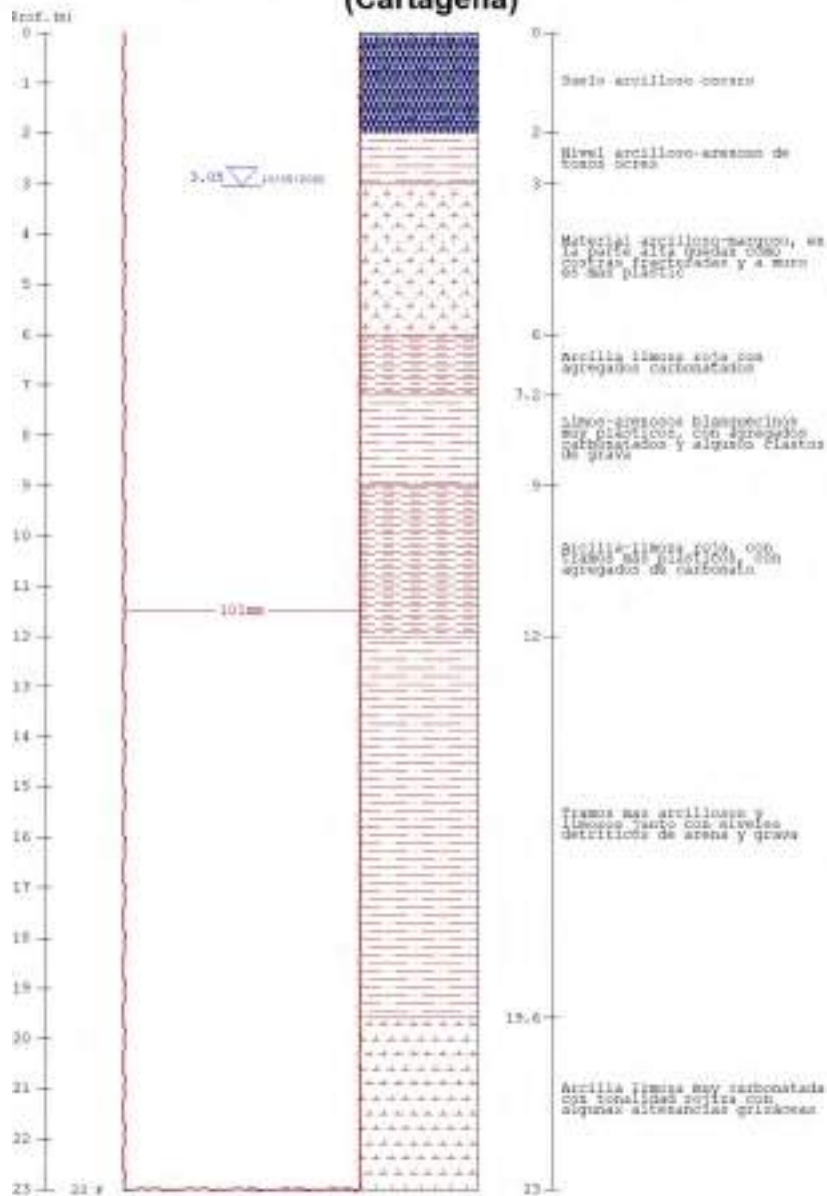 (Cartagena)
Prof.(m)
0
1
2
3
4
5
6
7
8
9
10
11
12
13
14
15
16
17
18
19
20
21
22
23
3.05
101mm
0
2
3
6
7.2
9
12
19.6
23
Suelo arcilloso oscuro
Nivel arcilloso-arenoso de
tonos ocres
Material arcilloso-margoso, en
la parte alta quedan como
costras fracturadas y a muro
es mas plastic
Arcilla limosa roja con
agregados carbonatados
Limos-arenosos blanquecinos
muy plásticos, con agregados
carbonatados y algunos clastos
de grava
Arcilla-limosa roja, con
tramos más plásticos, con
agregados de carbonato
Tramos mas arcillosos y
limosos junto con niveles
detríticos de arena y grava
Arcilla limosa muy carbonatada
con tonalidad rojiza con
algunas alternancias grisáceas